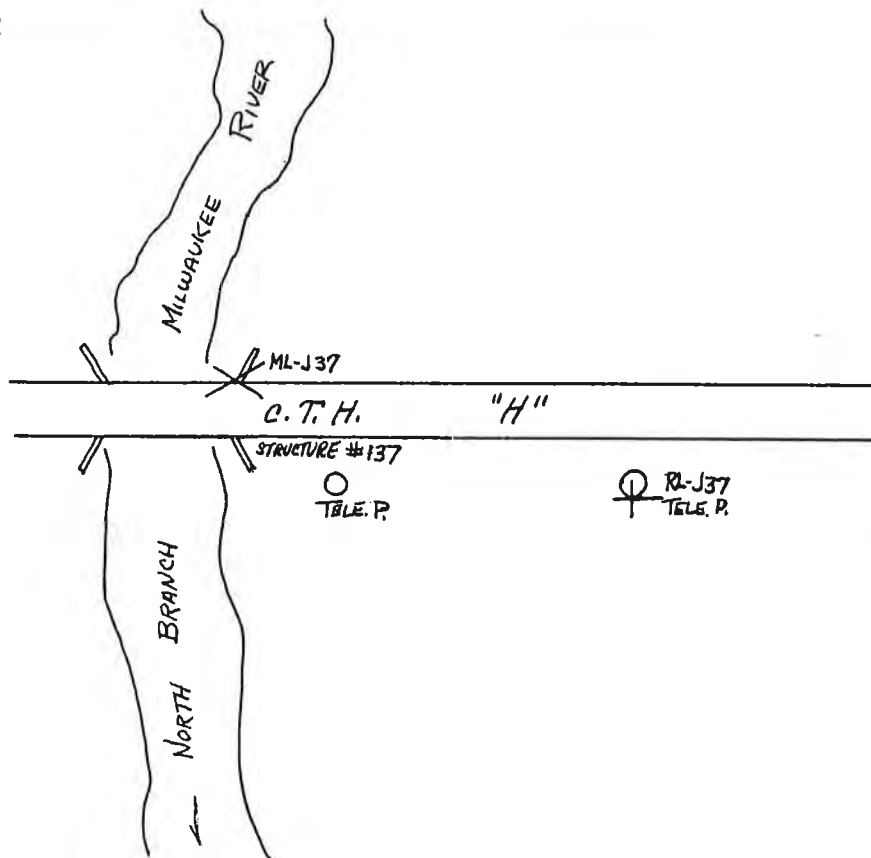 MILWAUKEE RIVER
ML-J37
C. T. H. "H"
STRUCTURE #137
TELE. P.
RL-J37
TELE. P.
NORTH BRANCH